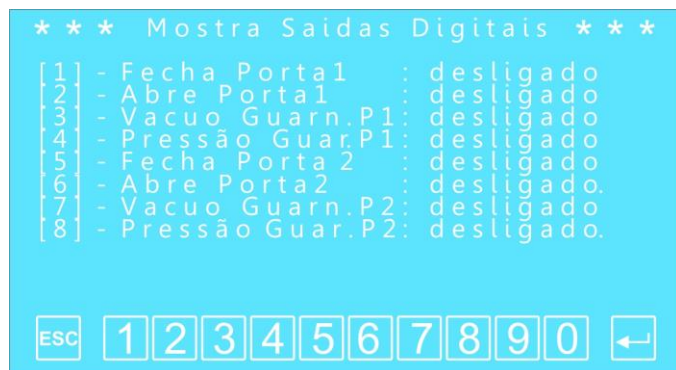 * * * Mostra Saidas Digitais * * *
[1] - Fecha Porta1 : desligado
[2] - Abre Porta1 : desligado
[3] - Vacuo Guarn.P1: desligado
[4] - Pressão Guar.P1: desligado
[5] - Fecha Porta 2 : desligado
[6] - Abre Porta2 : desligado.
[7] - Vacuo Guarn.P2: desligado
[8] - Pressão Guar.P2: desligado.
ESC 1 2 3 4 5 6 7 8 9 0